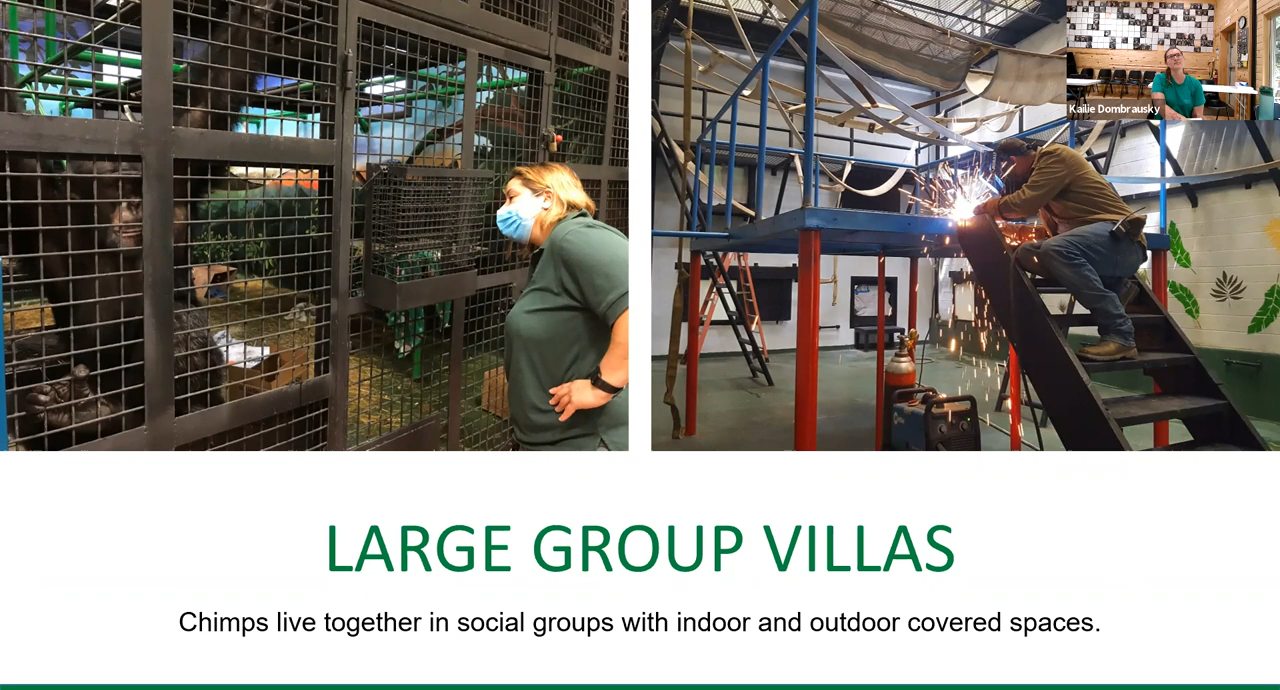 Kailie Dombrausky
LARGE GROUP VILLAS
Chimps live together in social groups with indoor and outdoor covered spaces.